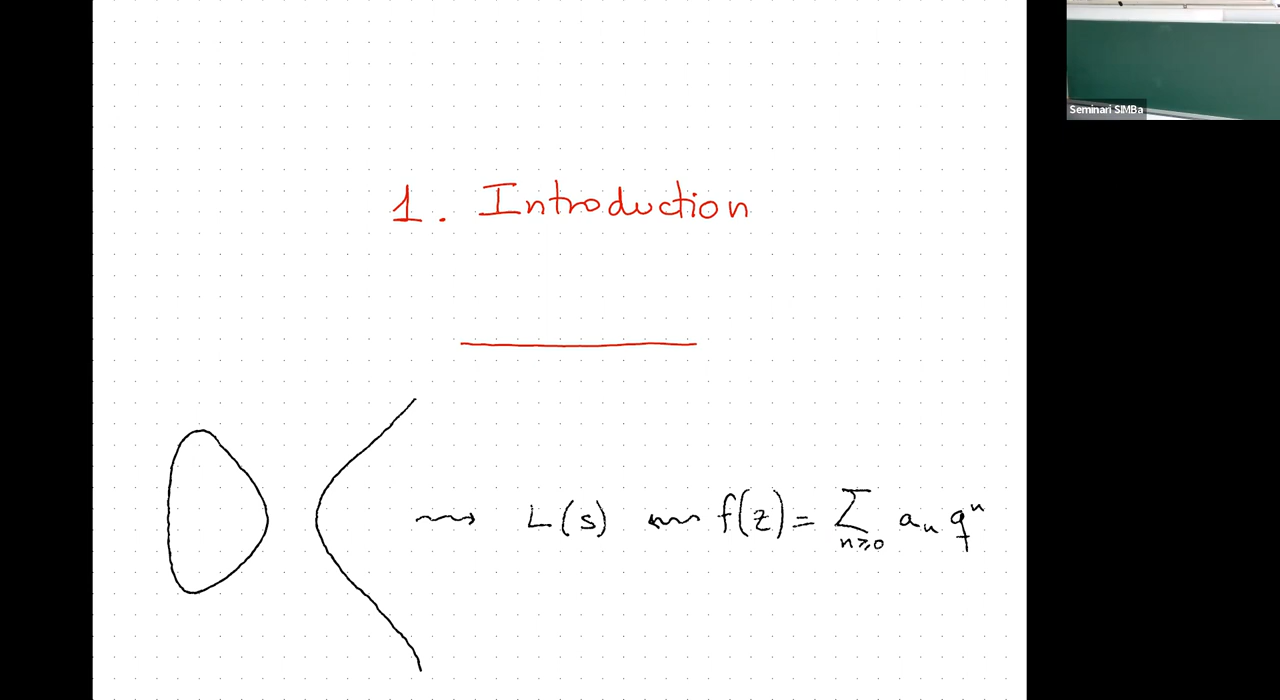 Seminari SIMBa
1. Introduction
⇝ L(s) ⇜ f(z) = ∑_{n≥0} a_n q^n